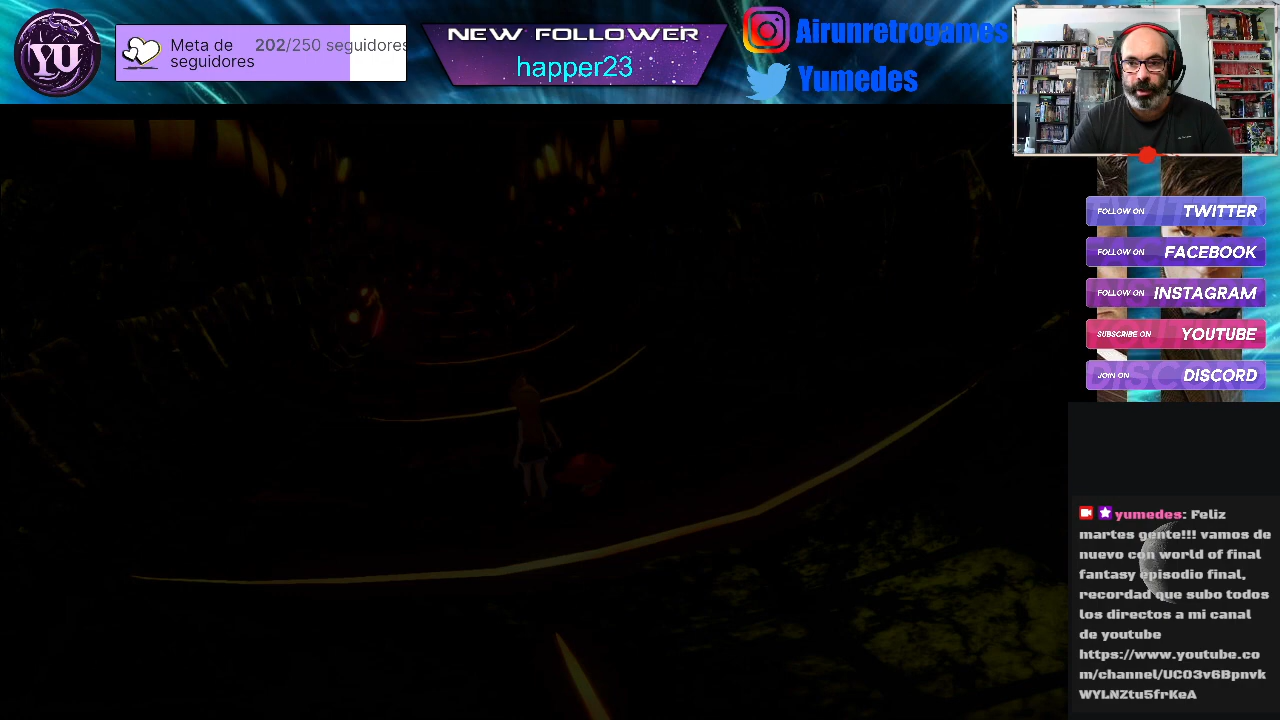 YU
Meta de seguidores
202/250 seguidores
NEW FOLLOWER
happer23
Airunretrogames
Yumedes
FOLLOW ON TWITTER
FOLLOW ON FACEBOOK
FOLLOW ON INSTAGRAM
SUBSCRIBE ON YOUTUBE
JOIN ON DISCORD
yumedes: Feliz
martes gente!!! vamos de
nuevo con world of final
fantasy episodio final,
recordad que subo todos
los directos a mi canal
de youtube
https://www.youtube.co
m/channel/UC03v6Bpnvk
WYLNZtu5frKeA